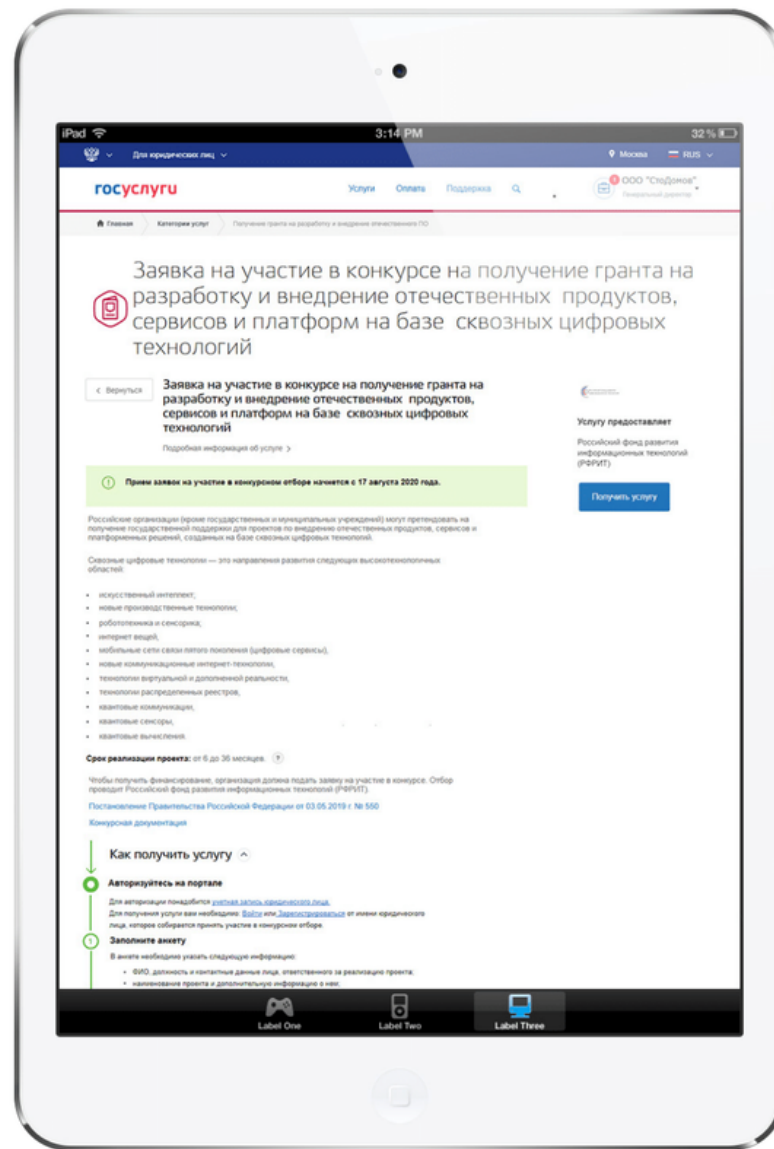 iPad 3:14 PM 32 %
Для юридических лиц Москва RUS
госуслуги Услуги Оплата Поддержка 1 ООО "СтоДомов"
Генеральный директор
Главная Категории услуг Получение гранта на разработку и внедрение отечественного ПО
Заявка на участие в конкурсе на получение гранта на
разработку и внедрение отечественных продуктов,
сервисов и платформ на базе сквозных цифровых
технологий
< Вернуться
Заявка на участие в конкурсе на получение гранта на
разработку и внедрение отечественных продуктов,
сервисов и платформ на базе сквозных цифровых
технологий
Подробная информация об услуге >
Услугу предоставляет
Российский фонд развития
информационных технологий
(РФРИТ)
Получить услугу
Прием заявок на участие в конкурсном отборе начнется с 17 августа 2020 года.
Российские организации (кроме государственных и муниципальных учреждений) могут претендовать на
получение государственной поддержки для проектов по внедрению отечественных продуктов, сервисов и
платформенных решений, созданных на базе сквозных цифровых технологий.
Сквозные цифровые технологии — это направления развития следующих высокотехнологичных
областей:
• искусственный интеллект;
• новые производственные технологии;
• робототехника и сенсорика;
• интернет вещей,
• мобильные сети связи пятого поколения (цифровые сервисы),
• новые коммуникационные интернет-технологии,
• технологии виртуальной и дополненной реальности,
• технологии распределенных реестров,
• квантовые коммуникации,
• квантовые сенсоры,
• квантовые вычисления.
Срок реализации проекта: от 6 до 36 месяцев. ?
Чтобы получить финансирование, организация должна подать заявку на участие в конкурсе. Отбор
проводит Российский фонд развития информационных технологий (РФРИТ).
Постановление Правительства Российской Федерации от 03.05.2019 г. № 550
Конкурсная документация
Как получить услугу
Авторизуйтесь на портале
Для авторизации понадобится учетная запись юридического лица.
Для получения услуги вам необходимо: Войти или Зарегистрироваться от имени юридического
лица, которое собирается принять участие в конкурсном отборе.
1 Заполните анкету
В анкете необходимо указать следующую информацию:
• ФИО, должность и контактные данные лица, ответственного за реализацию проекта;
• наименование проекта и дополнительную информацию о нем;
Label One Label Two Label Three